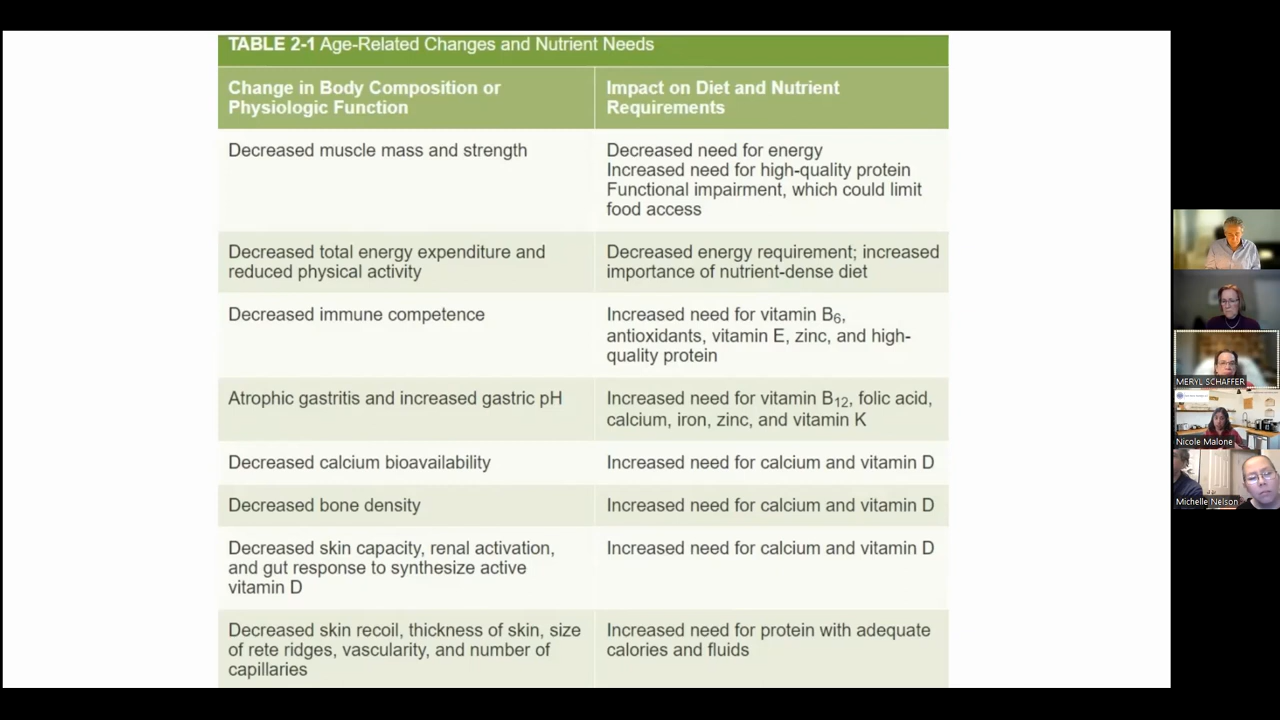 TABLE 2-1 Age-Related Changes and Nutrient Needs
Change in Body Composition or
Physiologic Function
Impact on Diet and Nutrient
Requirements
Decreased muscle mass and strength
Decreased need for energy
Increased need for high-quality protein
Functional impairment, which could limit
food access
Decreased total energy expenditure and
reduced physical activity
Decreased energy requirement; increased
importance of nutrient-dense diet
Decreased immune competence
Increased need for vitamin B6,
antioxidants, vitamin E, zinc, and high-
quality protein
Atrophic gastritis and increased gastric pH
Increased need for vitamin B12, folic acid,
calcium, iron, zinc, and vitamin K
Decreased calcium bioavailability
Increased need for calcium and vitamin D
Decreased bone density
Increased need for calcium and vitamin D
Decreased skin capacity, renal activation,
and gut response to synthesize active
vitamin D
Increased need for calcium and vitamin D
Decreased skin recoil, thickness of skin, size
of rete ridges, vascularity, and number of
capillaries
Increased need for protein with adequate
calories and fluids
MERYL SCHAFFER
Nicole Malone
Michelle Nelson